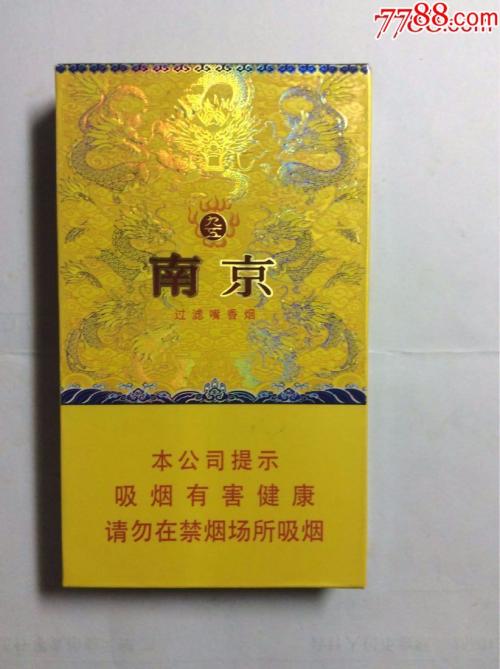 7788.com
九五
南京
过滤嘴香烟
本公司提示
吸烟有害健康
请勿在禁烟场所吸烟